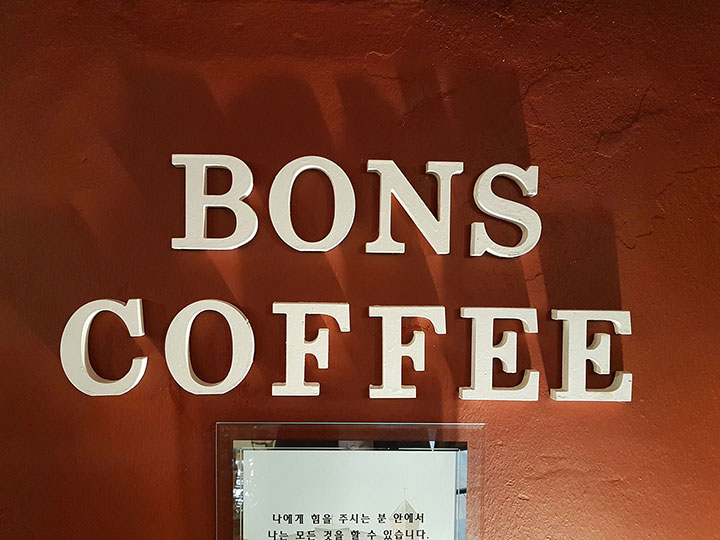 BONS
COFFEE
나에게 힘을 주시는 분 안에서
나는 모든 것을 할 수 있습니다.